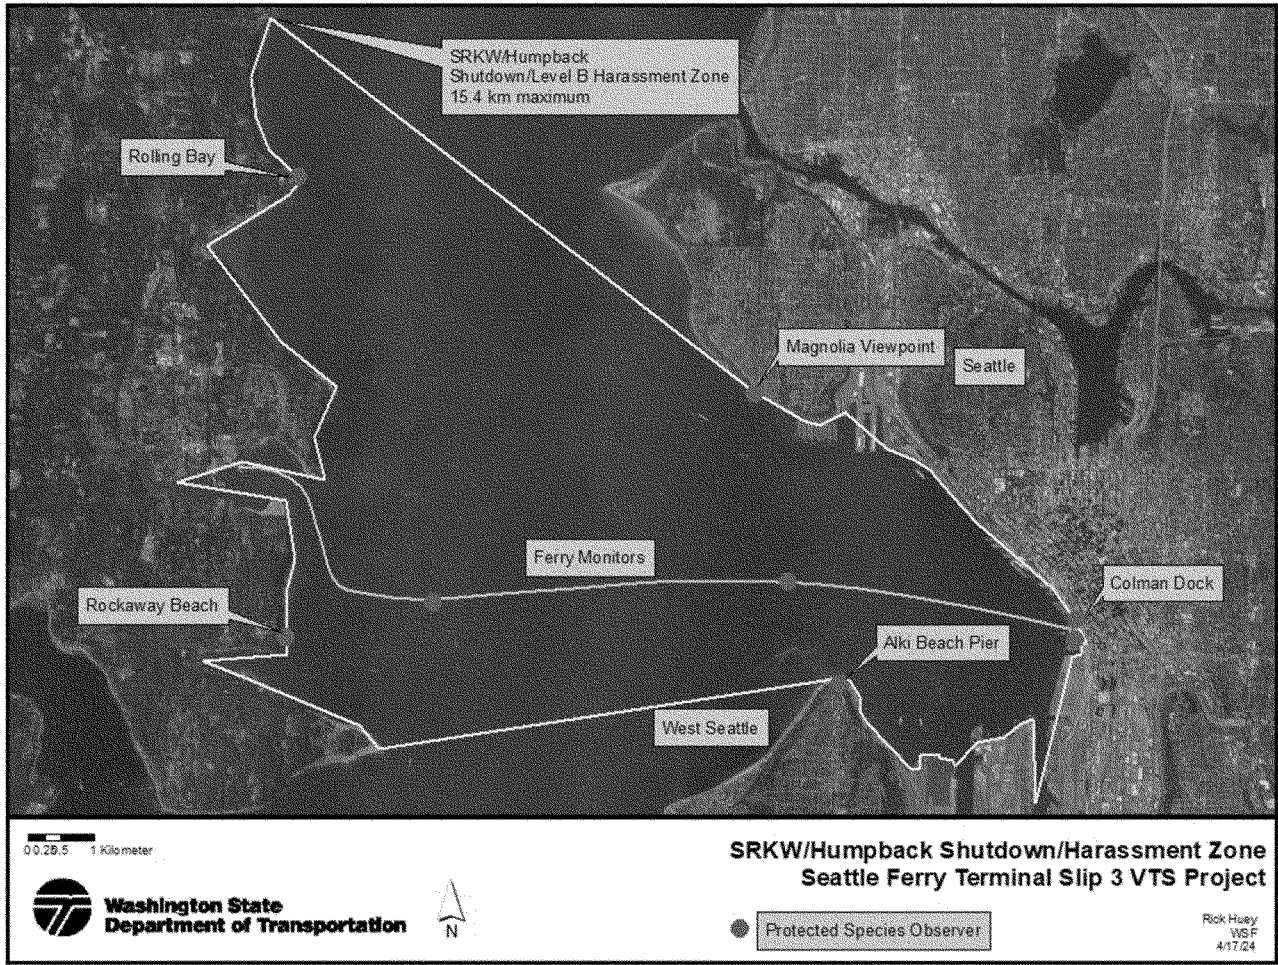 SRKW/Humpback
Shutdown/Level B Harassment Zone
15.4 km maximum
Rolling Bay
Magnolia Viewpoint
Seattle
Ferry Monitors
Colman Dock
Rockaway Beach
Alki Beach Pier
West Seattle
0 0.25 0.5 1 Kilometer
SRKW/Humpback Shutdown/Harassment Zone
Seattle Ferry Terminal Slip 3 VTS Project
Washington State
Department of Transportation
N
Protected Species Observer
Rick Huey
WSF
4/17/24